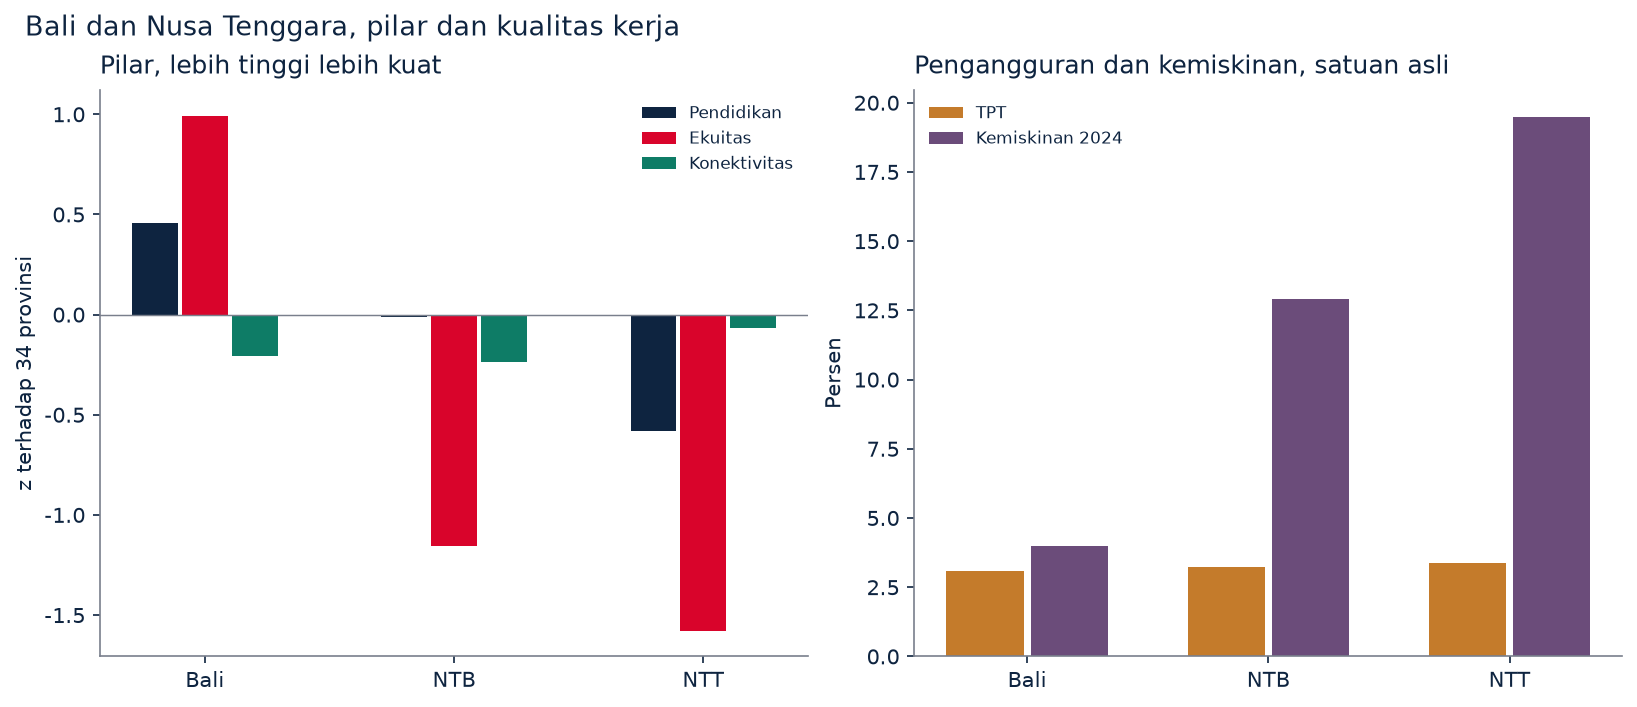 Bali dan Nusa Tenggara, pilar dan kualitas kerja
Pilar, lebih tinggi lebih kuat
z terhadap 34 provinsi
1.0
0.5
0.0
-0.5
-1.0
-1.5
Pendidikan
Ekuitas
Konektivitas
Bali
NTB
NTT
Pengangguran dan kemiskinan, satuan asli
Persen
20.0
17.5
15.0
12.5
10.0
7.5
5.0
2.5
0.0
TPT
Kemiskinan 2024
Bali
NTB
NTT